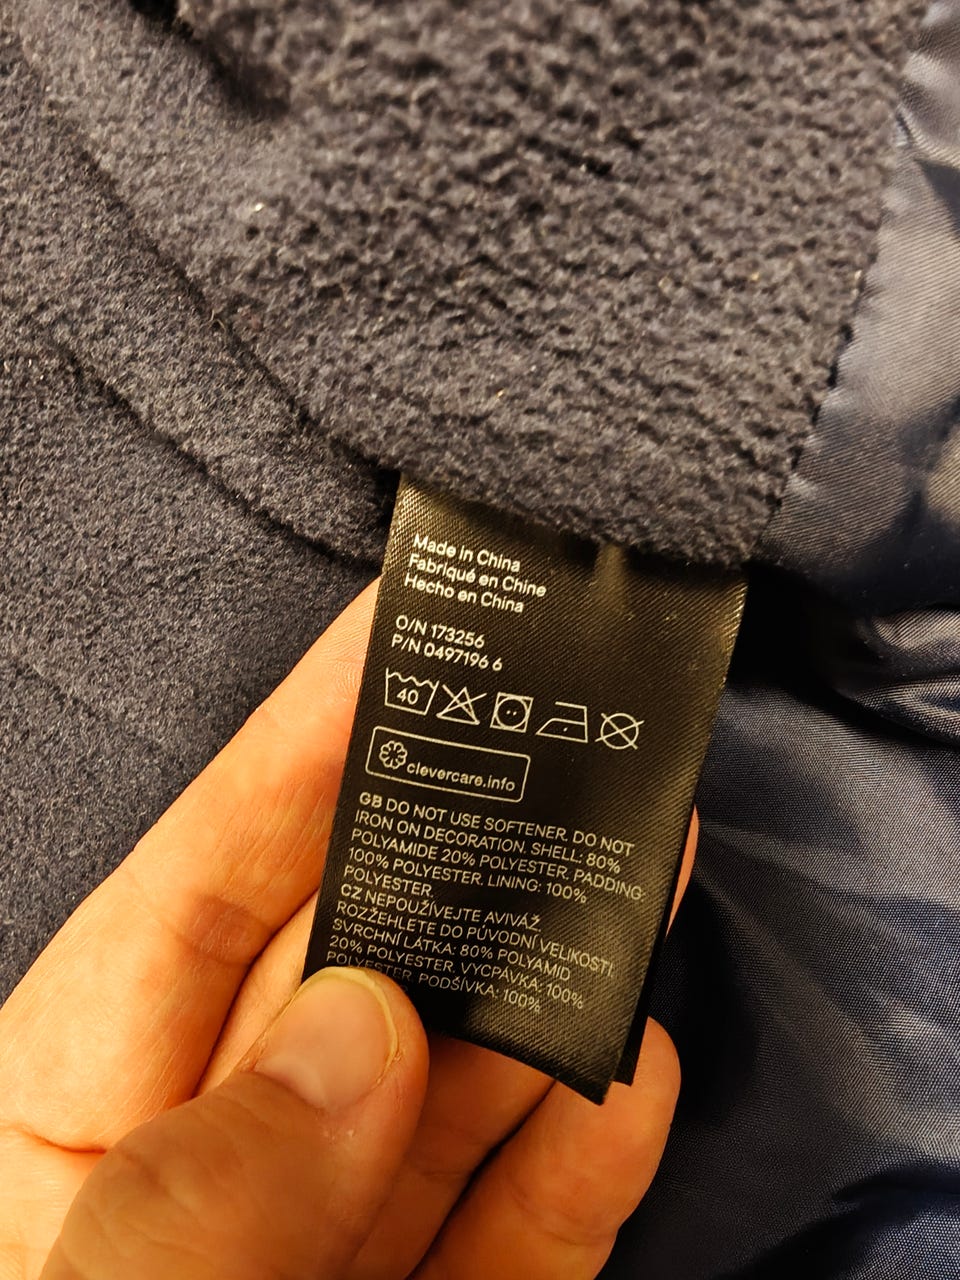 Made in China
Fabriqué en Chine
Hecho en China
O/N 173256
P/N 0497196 6
40
clevercare.info
GB DO NOT USE SOFTENER. DO NOT
IRON ON DECORATION. SHELL: 80%
POLYAMIDE 20% POLYESTER. PADDING:
100% POLYESTER. LINING: 100%
POLYESTER.
CZ NEPOUŽÍVEJTE AVIVÁŽ.
ROZŽEHLETE DO PŮVODNÍ VELIKOSTI.
SVRCHNÍ LÁTKA: 80% POLYAMID
20% POLYESTER. VYCPÁVKA: 100%
POLYESTER. PODŠÍVKA: 100%